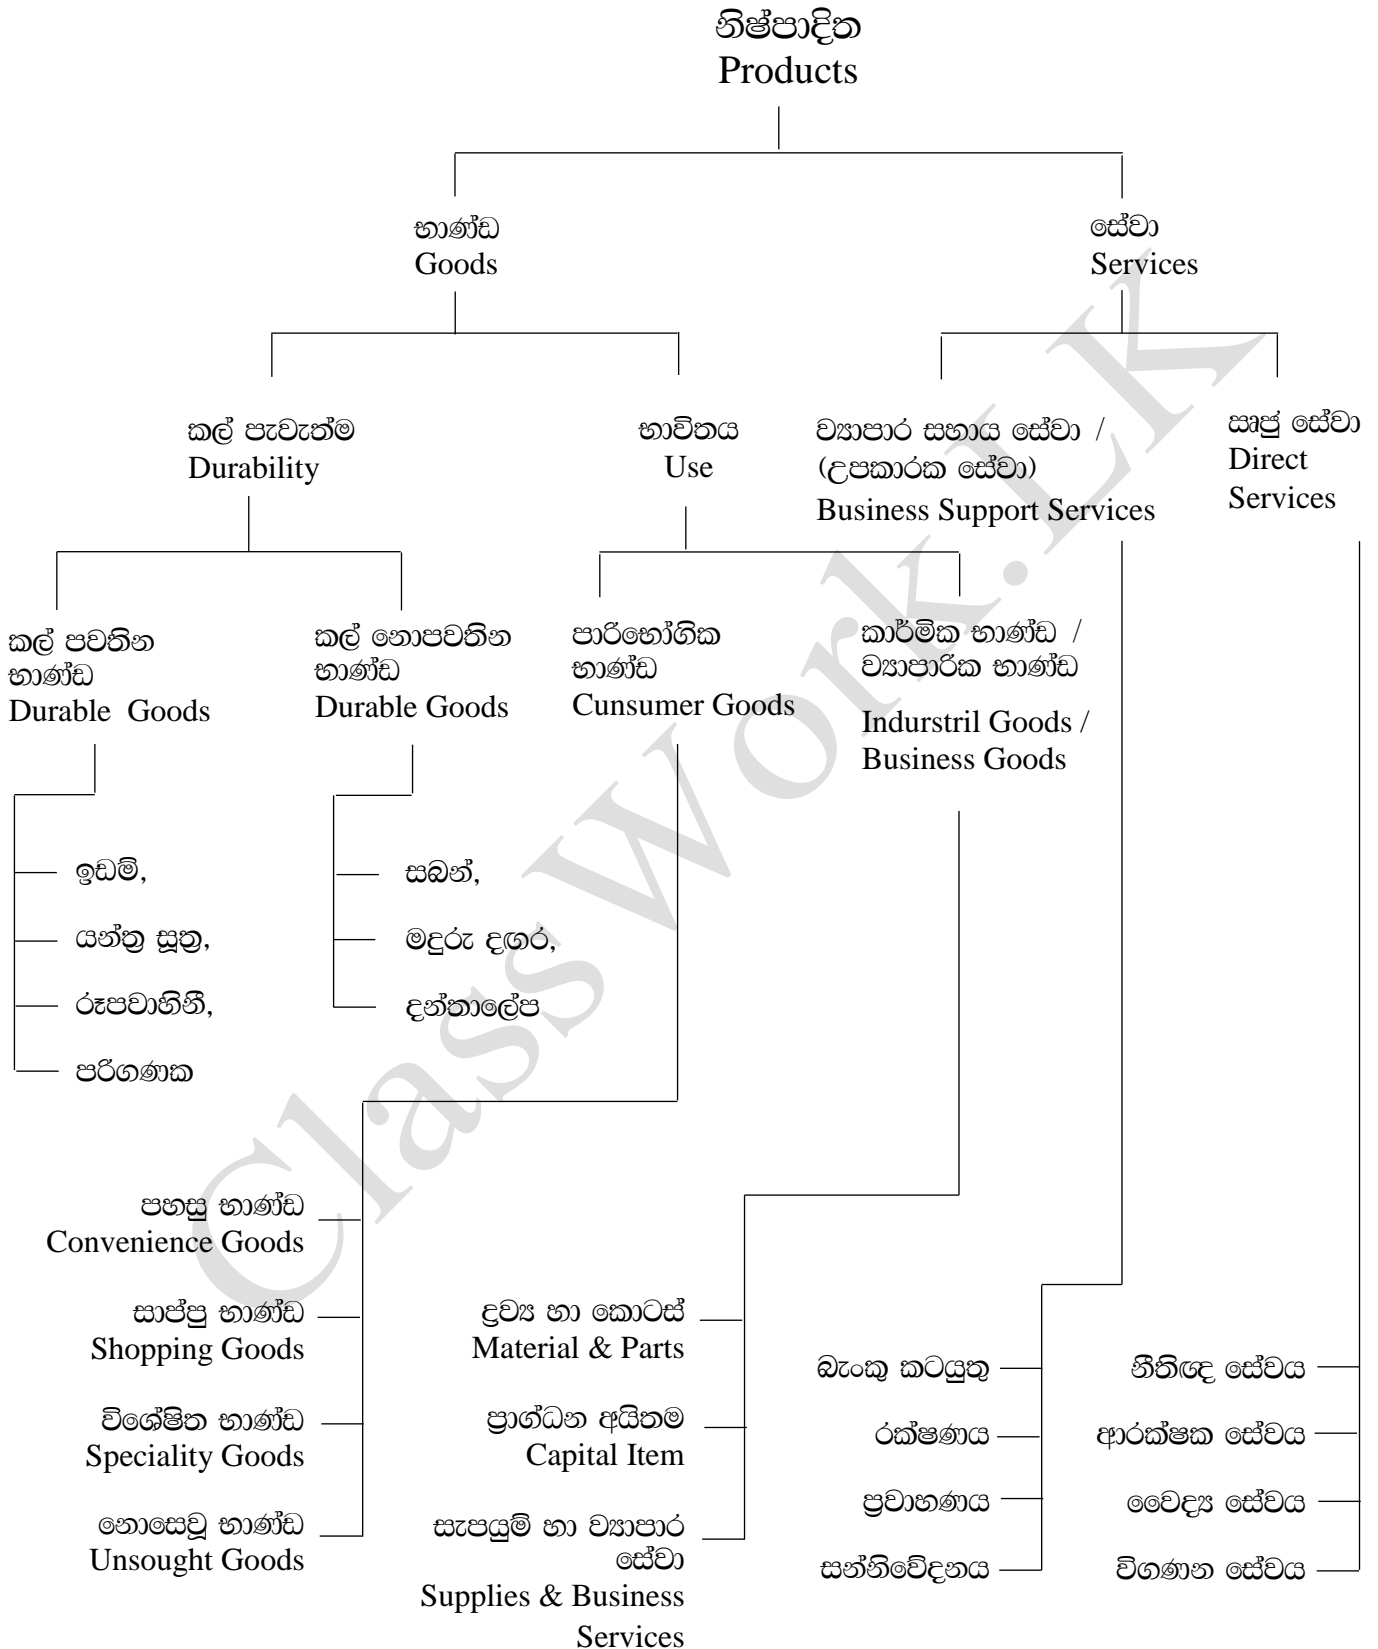 නිෂ්පාදිත
Products
භාණ්ඩ
Goods
සේවා
Services
කල් පැවැත්ම
Durability
භාවිතය
Use
ව්‍යාපාර සහාය සේවා /
(උපකාරක සේවා)
Business Support Services
සෘජු සේවා
Direct
Services
කල් පවතින
භාණ්ඩ
Durable Goods
කල් නොපවතින
භාණ්ඩ
Durable Goods
පාරිභෝගික
භාණ්ඩ
Cunsumer Goods
කාර්මික භාණ්ඩ /
ව්‍යාපාරික භාණ්ඩ
Indurstril Goods /
Business Goods
ඉඩම්,
යන්ත්‍ර සූත්‍ර,
රූපවාහිනී,
පරිගණක
සබන්,
මදුරු දඟර,
දන්තාලේප
පහසු භාණ්ඩ
Convenience Goods
සාප්පු භාණ්ඩ
Shopping Goods
විශේෂිත භාණ්ඩ
Speciality Goods
නොසෙවූ භාණ්ඩ
Unsought Goods
ද්‍රව්‍ය හා කොටස්
Material & Parts
ප්‍රාග්ධන අයිතම
Capital Item
සැපයුම් හා ව්‍යාපාර
සේවා
Supplies & Business
Services
බැංකු කටයුතු
රක්ෂණය
ප්‍රවාහණය
සන්නිවේදනය
නීතිඥ සේවය
ආරක්ෂක සේවය
වෛද්‍ය සේවය
විගණන සේවය
ClassWork.LK